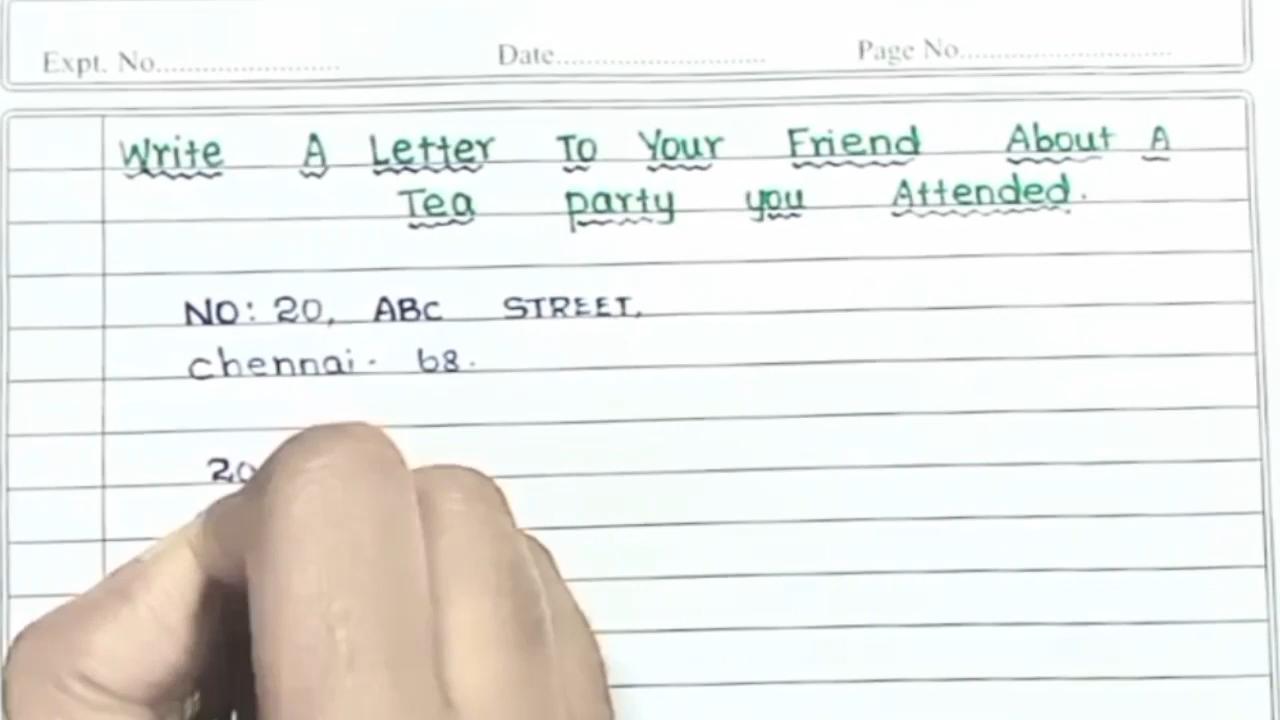 Expt. No.......................... Date.............................. Page No..............................
Write A Letter To Your Friend About A
Tea party you Attended.
NO: 20, ABC STREET,
chennai. 68.
20